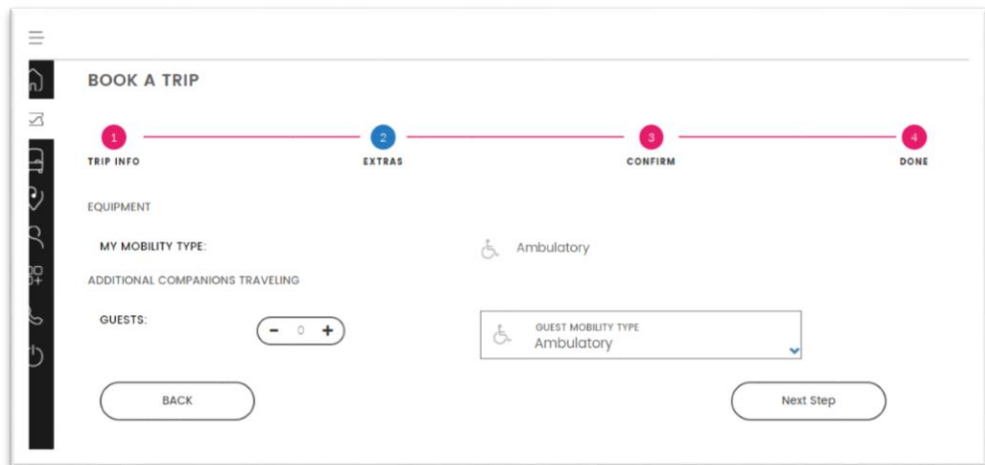 BOOK A TRIP
1 2 3 4
TRIP INFO EXTRAS CONFIRM DONE
EQUIPMENT
MY MOBILITY TYPE: Ambulatory
ADDITIONAL COMPANIONS TRAVELING
GUESTS: - 0 + GUEST MOBILITY TYPE
Ambulatory
BACK Next Step